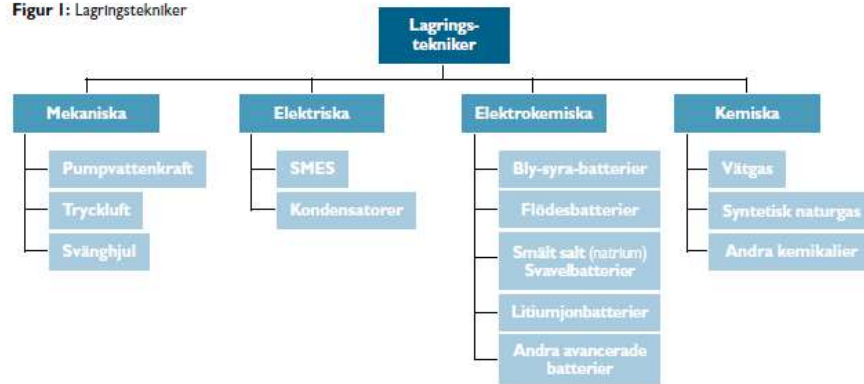 Figur 1: Lagringstekniker
Lagrings-
tekniker
Mekaniska
Pumpvattenkraft
Tryckluft
Svänghjul
Elektriska
SMES
Kondensatorer
Elektrokemiska
Bly-syra-batterier
Flödesbatterier
Smält salt (natrium)
Svavelbatterier
Litiumjonbatterier
Andra avancerade
batterier
Kemiska
Vätgas
Syntetisk naturgas
Andra kemikalier